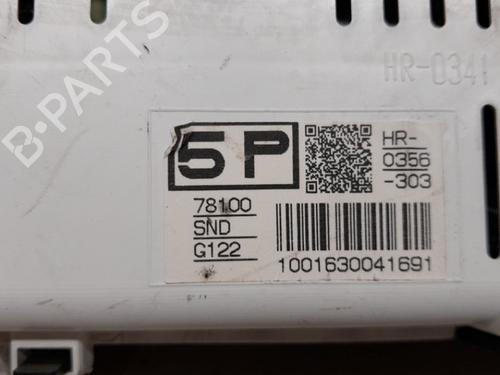 B-PARTS
HR-0341
5P
HR-
0356
-303
78100
SND
G122
1001630041691